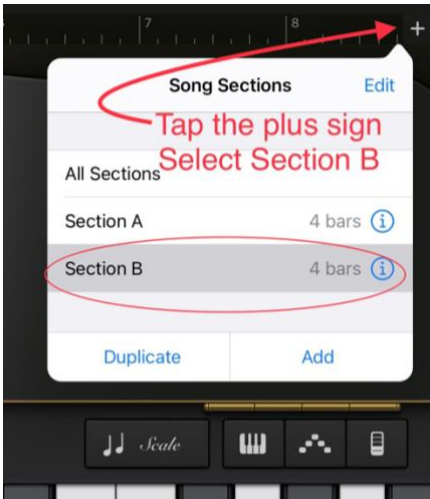 7 8 +
Song Sections Edit
Tap the plus sign
Select Section B
All Sections
Section A 4 bars i
Section B 4 bars i
Duplicate Add
Scale